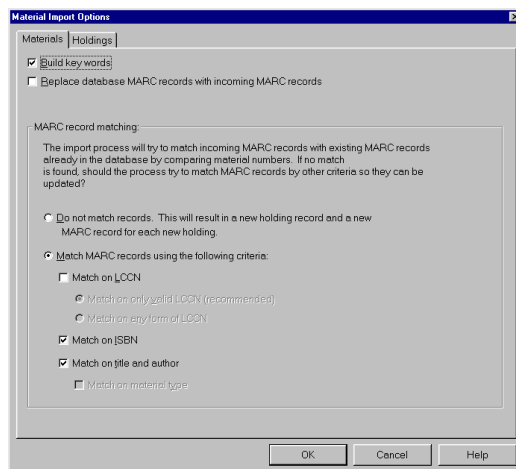 Material Import Options
Materials
Holdings
Build key words
Replace database MARC records with incoming MARC records
MARC record matching:
The import process will try to match incoming MARC records with existing MARC records
already in the database by comparing material numbers. If no match
is found, should the process try to match MARC records by other criteria so they can be
updated?
Do not match records. This will result in a new holding record and a new
MARC record for each new holding.
Match MARC records using the following criteria:
Match on LCCN
Match on only valid LCCN (recommended)
Match on any form of LCCN
Match on ISBN
Match on title and author
Match on material type
OK
Cancel
Help